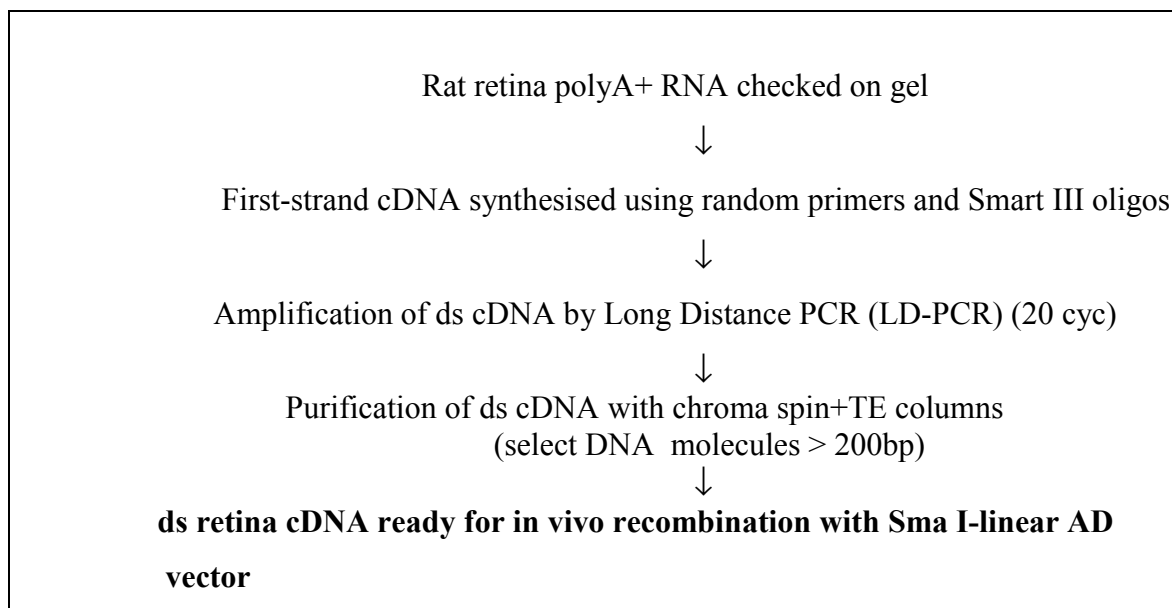 Rat retina polyA+ RNA checked on gel
↓
First-strand cDNA synthesised using random primers and Smart III oligos
↓
Amplification of ds cDNA by Long Distance PCR (LD-PCR) (20 cyc)
↓
Purification of ds cDNA with chroma spin+TE columns
(select DNA molecules > 200bp)
↓
ds retina cDNA ready for in vivo recombination with Sma I-linear AD
vector